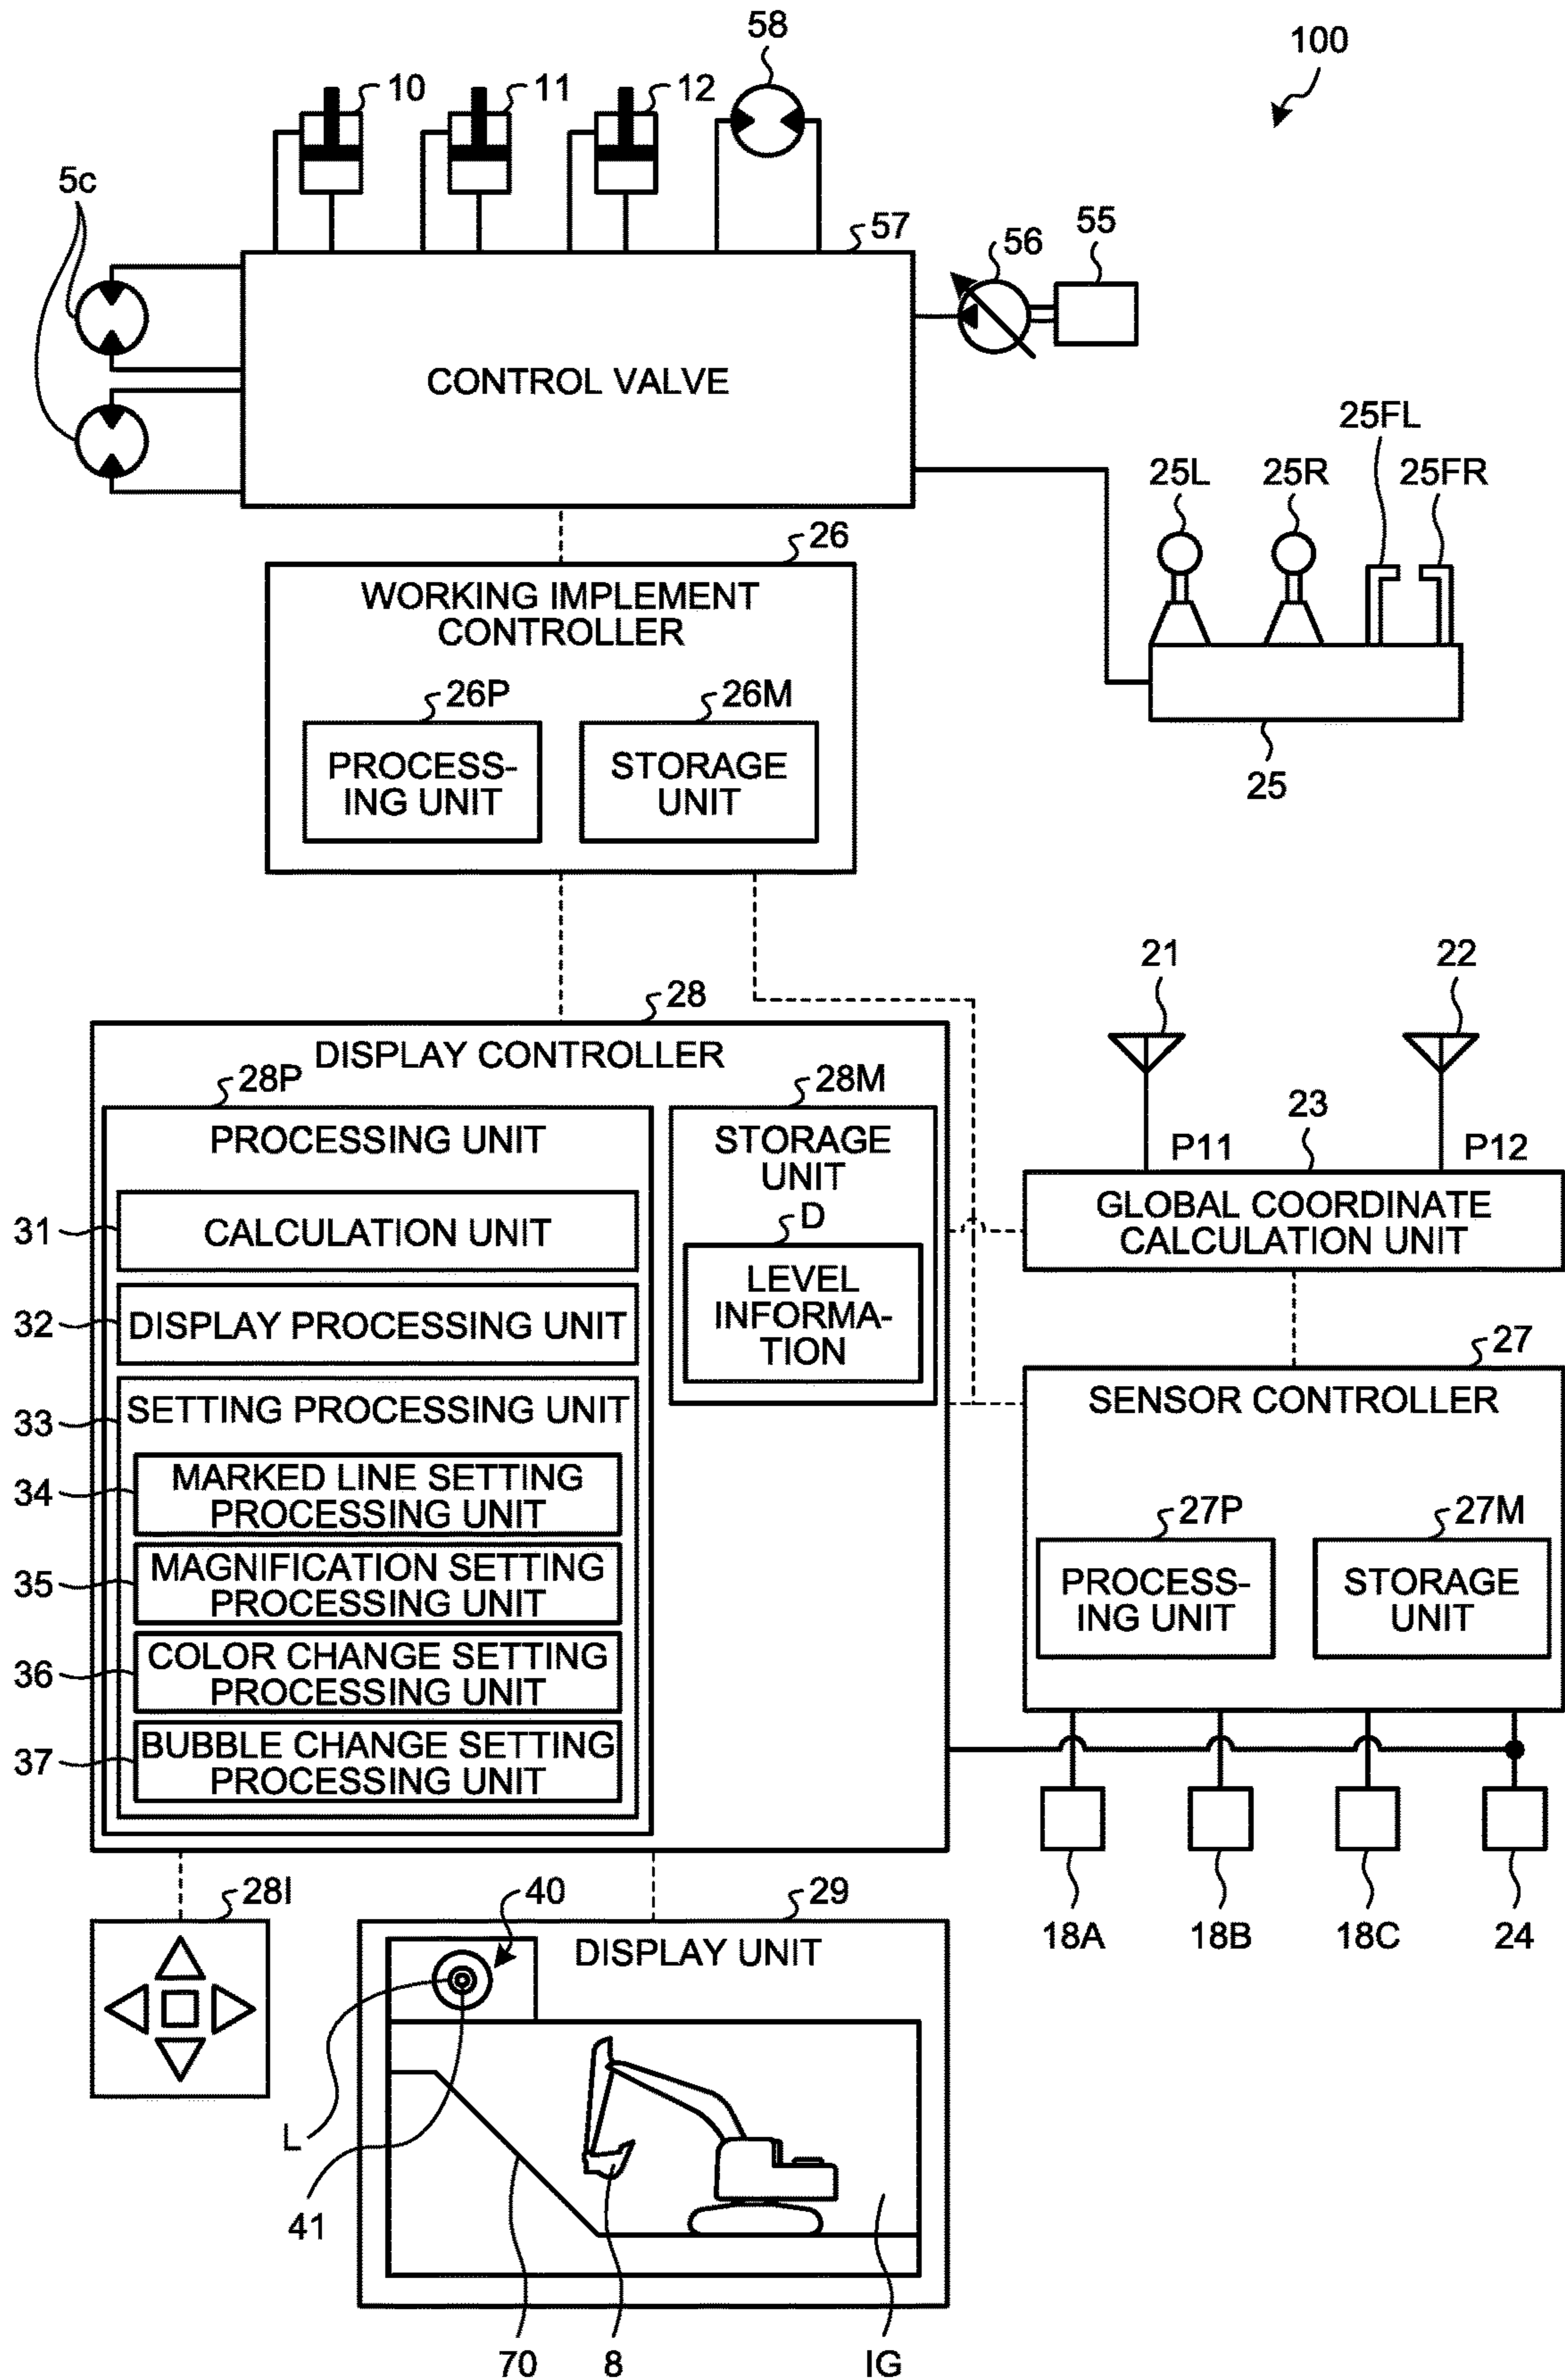 58
100
10
11
12
5c
57
56
55
CONTROL VALVE
25FL
25L
25R
25FR
26
WORKING IMPLEMENT
CONTROLLER
26P
26M
PROCESS-
ING UNIT
STORAGE
UNIT
25
21
22
28
DISPLAY CONTROLLER
28P
28M
23
PROCESSING UNIT
STORAGE
UNIT
P11
P12
31
CALCULATION UNIT
D
GLOBAL COORDINATE
CALCULATION UNIT
LEVEL
INFORMA-
TION
32
DISPLAY PROCESSING UNIT
27
33
SETTING PROCESSING UNIT
SENSOR CONTROLLER
34
MARKED LINE SETTING
PROCESSING UNIT
27P
27M
35
MAGNIFICATION SETTING
PROCESSING UNIT
PROCESS-
ING UNIT
STORAGE
UNIT
36
COLOR CHANGE SETTING
PROCESSING UNIT
37
BUBBLE CHANGE SETTING
PROCESSING UNIT
28I
40
29
18A
18B
18C
24
DISPLAY UNIT
L
41
70
8
IG